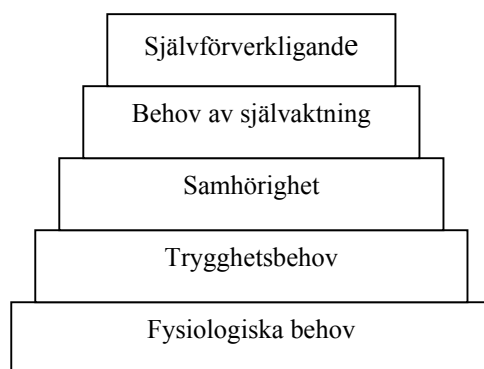 Självförverkligande
Behov av självaktning
Samhörighet
Trygghetsbehov
Fysiologiska behov